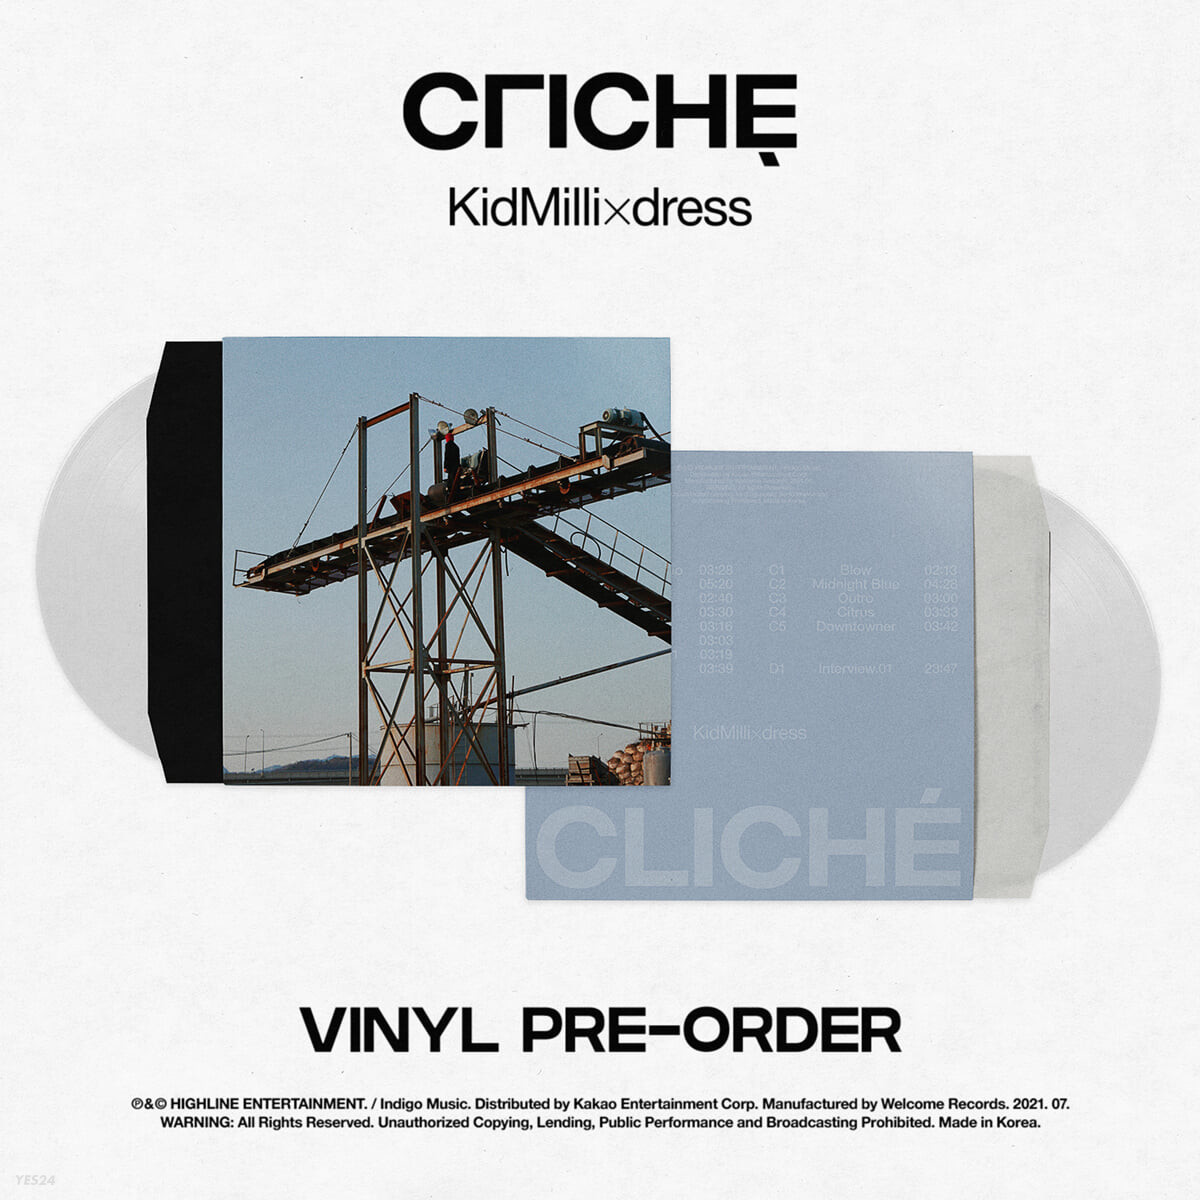 CLICHÉ
KidMilli×dress
03:28 C1 Blow 02:13
05:26 C2 Midnight Blue 04:28
02:40 C3 Outro 03:00
03:30 C4 Citrus 03:33
03:16 C5 Downtowner 03:42
03:03
03:19
03:39 D1 Interview.01 23:47
KidMilli×dress
CLICHÉ
VINYL PRE-ORDER
℗&© HIGHLINE ENTERTAINMENT. / Indigo Music. Distributed by Kakao Entertainment Corp. Manufactured by Welcome Records. 2021. 07.
WARNING: All Rights Reserved. Unauthorized Copying, Lending, Public Performance and Broadcasting Prohibited. Made in Korea.
YES24